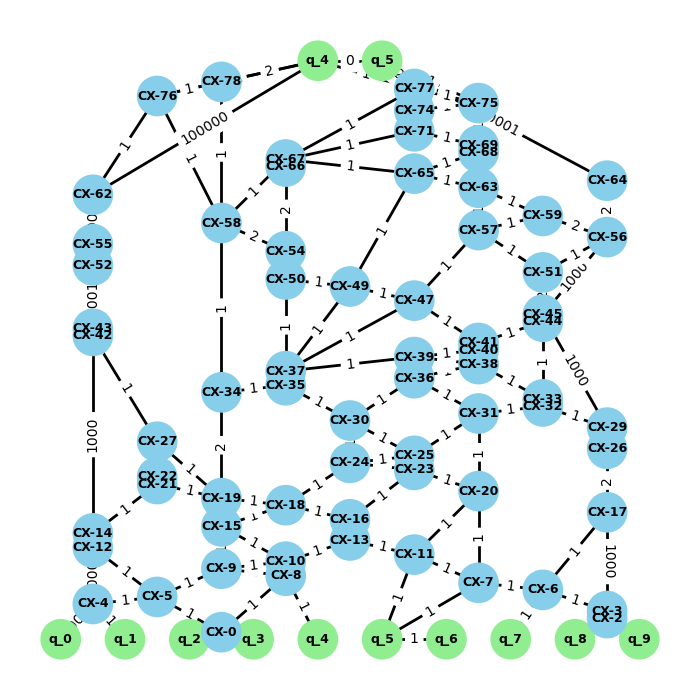 q_4 0 q_5
CX-78 2 1
CX-76 1 CX-77 1
CX-74 1 CX-75
CX-71 1 1
100000 0001
1 1 1 CX-69
CX-67 1 CX-68
CX-66 1 CX-65 1
CX-62 1 CX-63 CX-64
1 2 1 2
CX-58 CX-59
2 CX-57 1 2 CX-56
CX-55 CX-54 1
CX-52 CX-50 1 CX-49 1 CX-47 1 1 CX-51 1
1000
001 1 1 CX-45
CX-44
CX-43 1 1 1 1
CX-42 CX-41
CX-40
CX-39 1 CX-38 1 1000
CX-37 1 CX-36
CX-34 1 CX-35 1 1 1 CX-33
CX-32 1
CX-30 CX-31 1 CX-29
1000 CX-27 2 1 1 CX-26
CX-24 1 CX-25 1
CX-22 1 CX-23
CX-21 1 CX-19 1 1 1 2
CX-18 1 CX-20
CX-14 1 CX-15 1 CX-16 1 CX-17
CX-12 1 CX-13 1 CX-11 1 1 1
CX-9 1 CX-10 1 1000
1 1 CX-8 1 CX-7 1 CX-6
CX-4 1 CX-5 1 1 1 1 1 1 CX-3
CX-2
CX-0
q_0 q_1 q_2 q_3 q_4 q_5 1 q_6 q_7 q_8 q_9